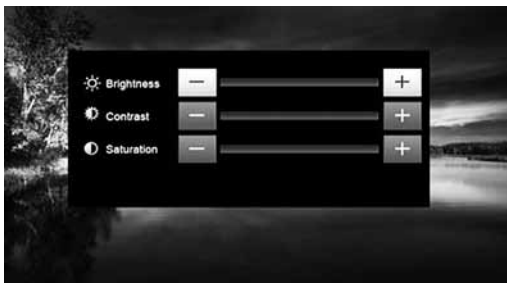 Brightness − +
Contrast − +
Saturation − +